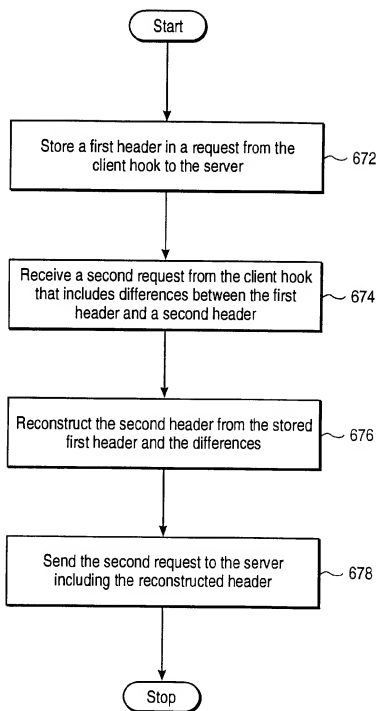 Start
Store a first header in a request from the
client hook to the server
672
Receive a second request from the client hook
that includes differences between the first
header and a second header
674
Reconstruct the second header from the stored
first header and the differences
676
Send the second request to the server
including the reconstructed header
678
Stop